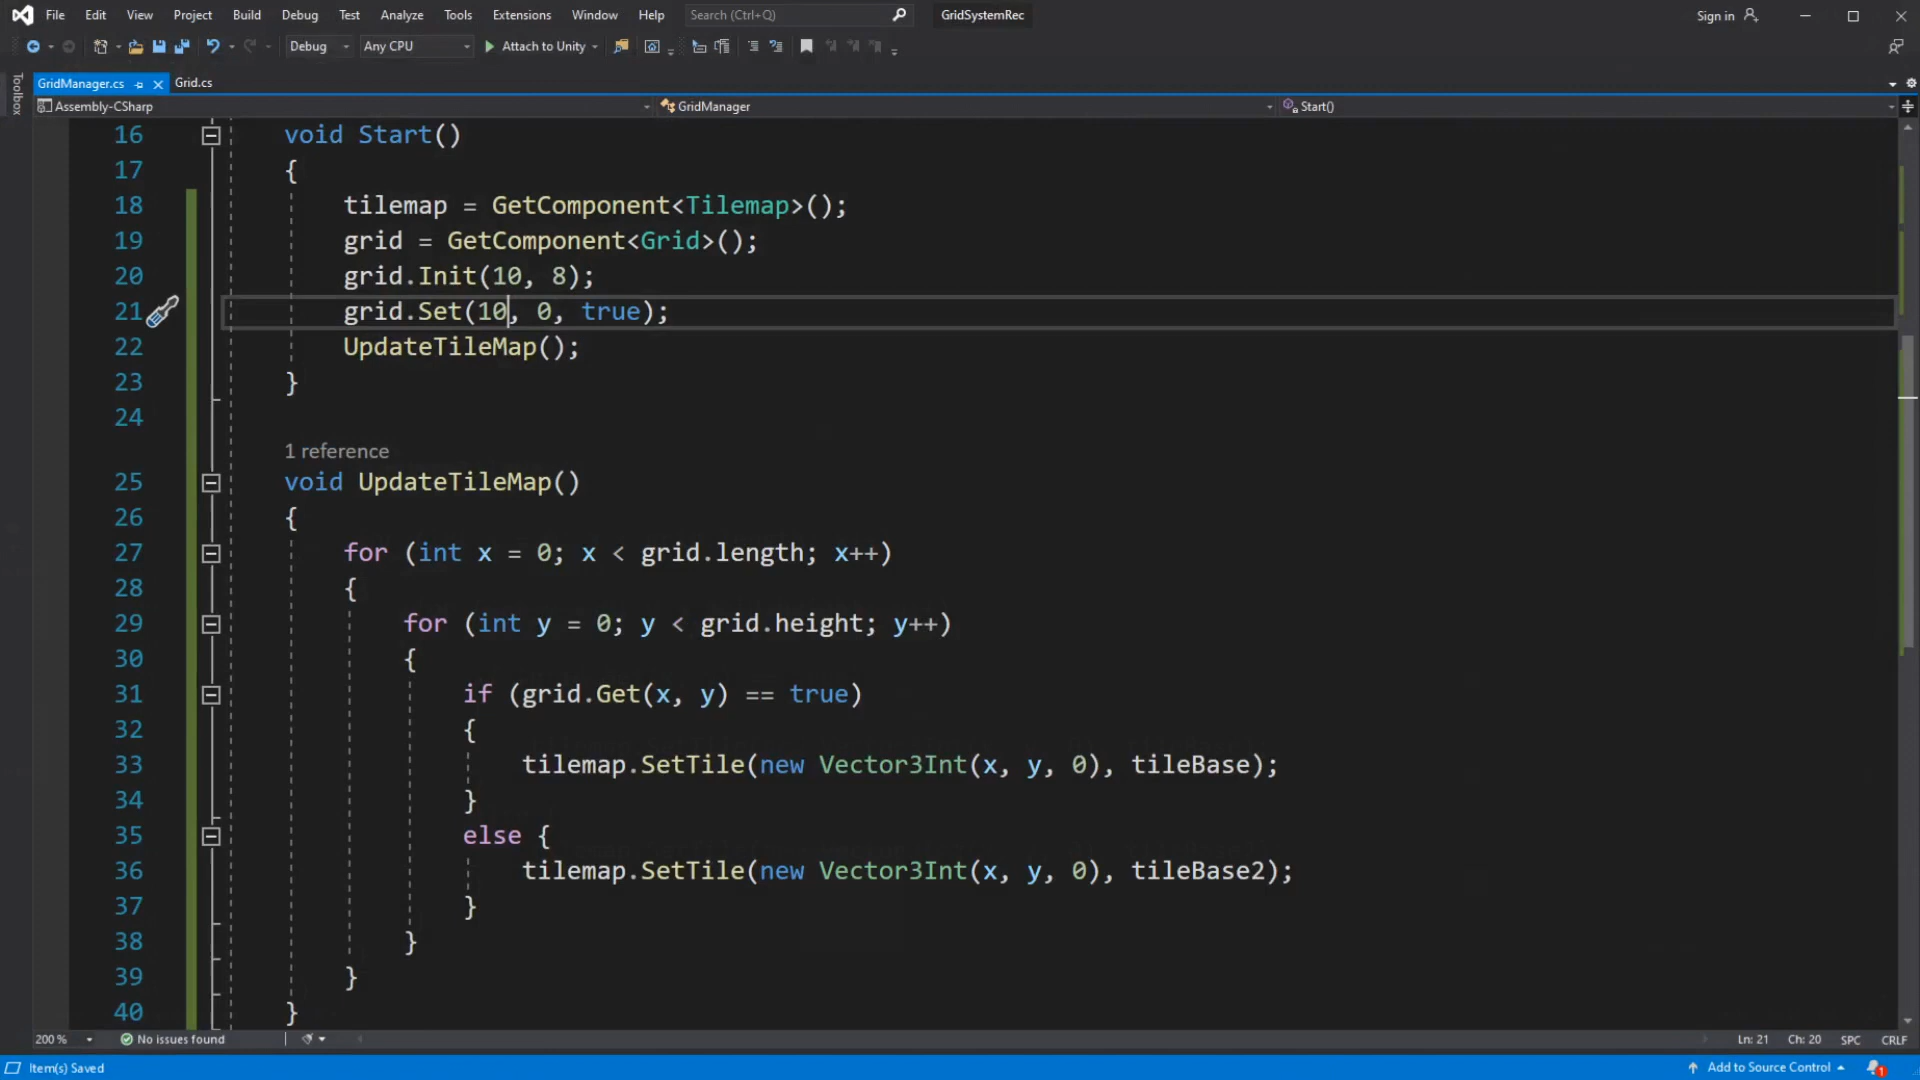 File Edit View Project Build Debug Test Analyze Tools Extensions Window Help Search (Ctrl+Q) GridSystemRec Sign in
Debug Any CPU Attach to Unity
GridManager.cs Grid.cs
Toolbox
Assembly-CSharp GridManager Start()
16 void Start()
17 {
18 tilemap = GetComponent<Tilemap>();
19 grid = GetComponent<Grid>();
20 grid.Init(10, 8);
21 grid.Set(10, 0, true);
22 UpdateTileMap();
23 }
24
1 reference
25 void UpdateTileMap()
26 {
27 for (int x = 0; x < grid.length; x++)
28 {
29 for (int y = 0; y < grid.height; y++)
30 {
31 if (grid.Get(x, y) == true)
32 {
33 tilemap.SetTile(new Vector3Int(x, y, 0), tileBase);
34 }
35 else {
36 tilemap.SetTile(new Vector3Int(x, y, 0), tileBase2);
37 }
38 }
39 }
40 }
200 % No issues found Ln: 21 Ch: 20 SPC CRLF
Item(s) Saved Add to Source Control 1